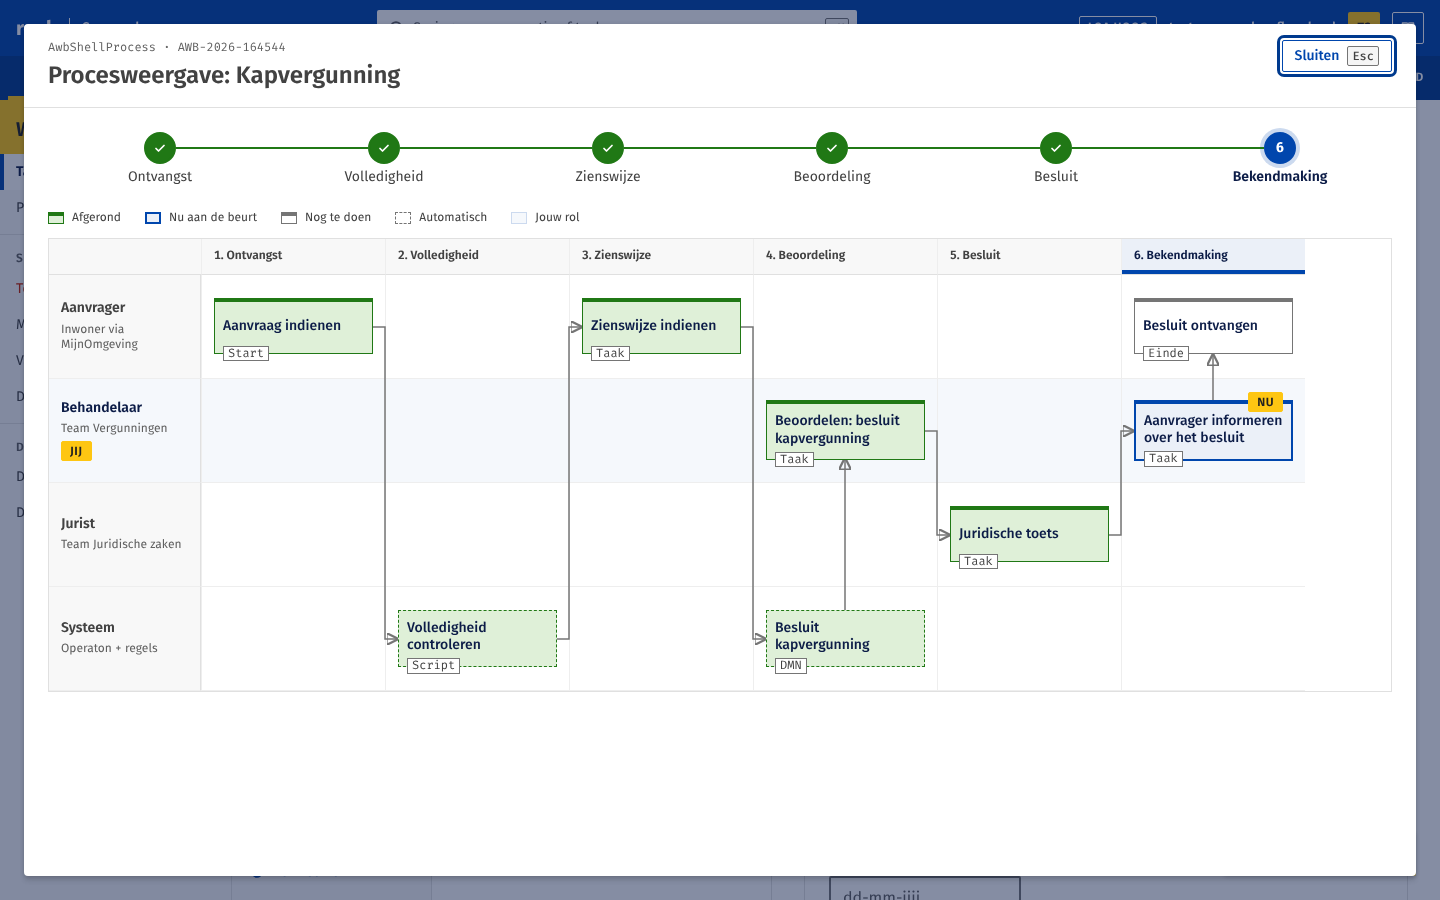 AwbShellProcess · AWB-2026-164544
Procesweergave: Kapvergunning
Sluiten Esc
6
Ontvangst Volledigheid Zienswijze Beoordeling Besluit Bekendmaking
Afgerond Nu aan de beurt Nog te doen Automatisch Jouw rol
1. Ontvangst 2. Volledigheid 3. Zienswijze 4. Beoordeling 5. Besluit 6. Bekendmaking
Aanvrager
Inwoner via
MijnOmgeving
Aanvraag indienen
Start
Zienswijze indienen
Taak
Besluit ontvangen
Einde
Behandelaar
Team Vergunningen
JIJ
Beoordelen: besluit
kapvergunning
Taak
NU
Aanvrager informeren
over het besluit
Taak
Jurist
Team Juridische zaken
Juridische toets
Taak
Systeem
Operaton + regels
Volledigheid
controleren
Script
Besluit
kapvergunning
DMN
dd-mm-jjjj